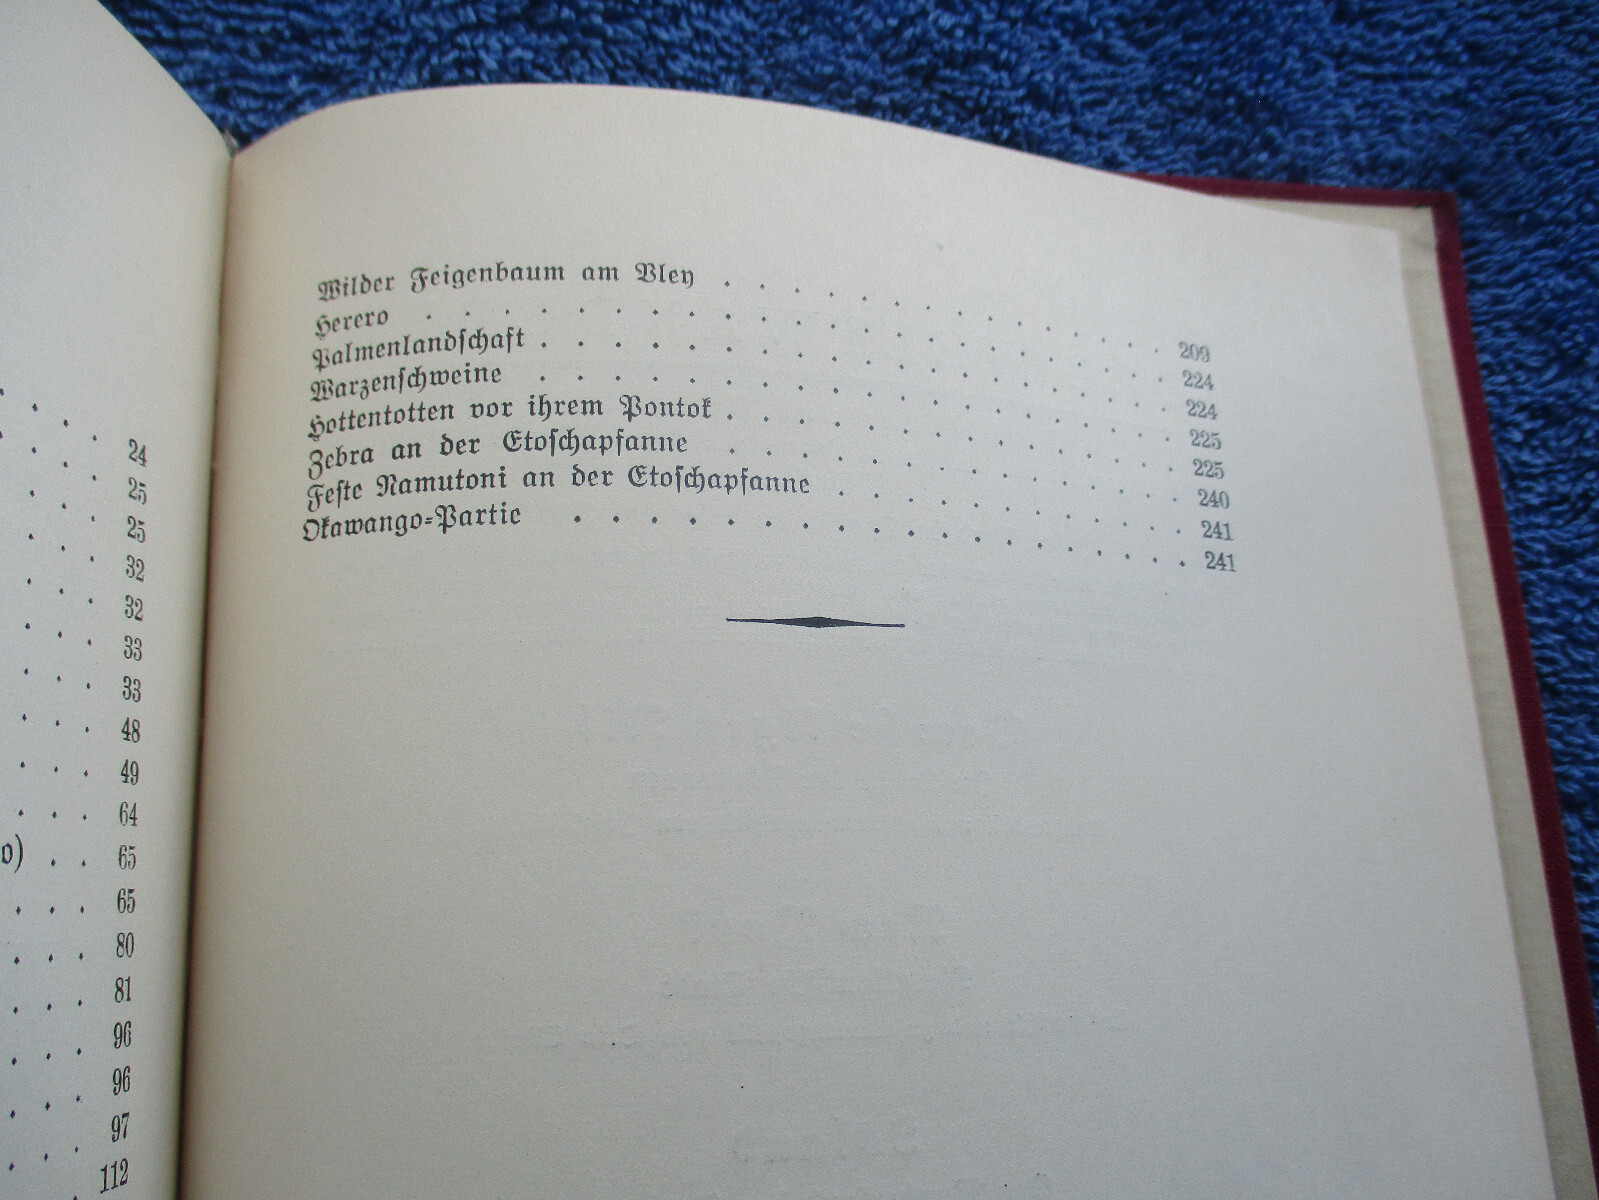 24
25
25
32
32
33
33
48
49
64
o) . . 65
65
80
81
96
96
97
112
Wilder Feigenbaum am Vley . . . . . . . . . . . . . 209
Herero . . . . . . . . . . . . . . . . . . . . 224
Palmenlandſchaft . . . . . . . . . . . . . . . . . 224
Warzenſchweine . . . . . . . . . . . . . . . . . 225
Hottentotten vor ihrem Pontok . . . . . . . . . . . . 225
Zebra an der Etoſchapfanne . . . . . . . . . . . . 240
Feſte Namutoni an der Etoſchapfanne . . . . . . . . . . 241
Okawango-Partie . . . . . . . . . . . . . . . . 241